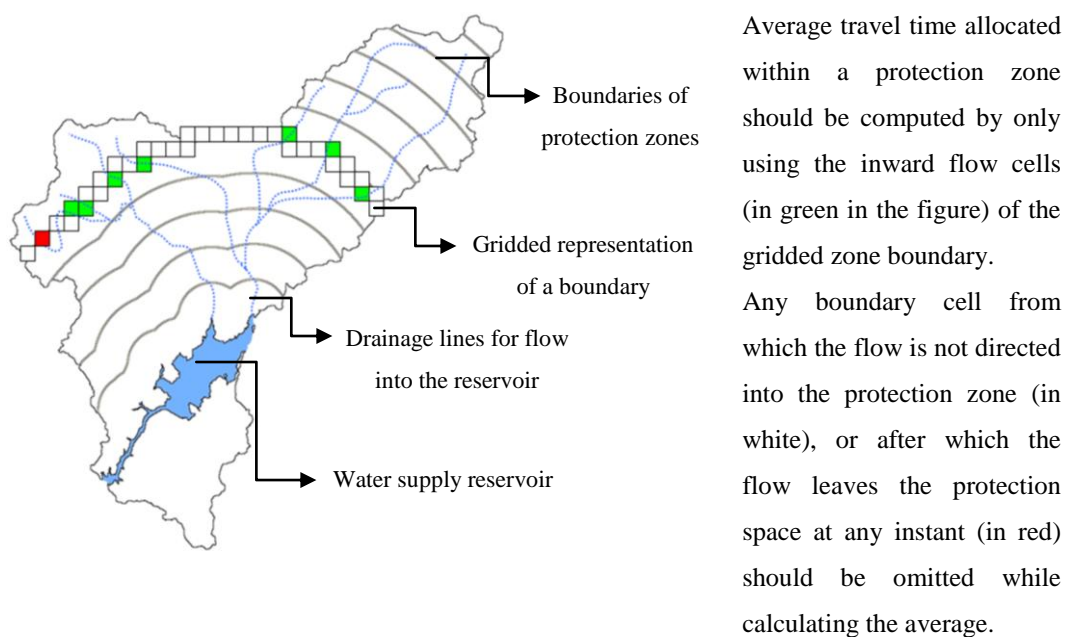 Boundaries of
protection zones
Gridded representation
of a boundary
Drainage lines for flow
into the reservoir
Water supply reservoir
Average travel time allocated
within a protection zone
should be computed by only
using the inward flow cells
(in green in the figure) of the
gridded zone boundary.
Any boundary cell from
which the flow is not directed
into the protection zone (in
white), or after which the
flow leaves the protection
space at any instant (in red)
should be omitted while
calculating the average.